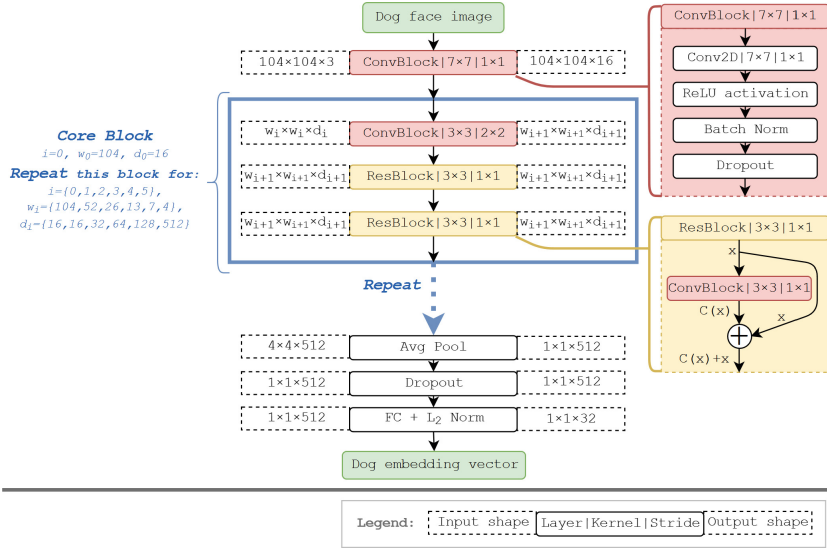 Dog face image
104×104×3
ConvBlock|7×7|1×1
104×104×16
Core Block
i=0, w₀=104, d₀=16
Repeat this block for:
i={0,1,2,3,4,5},
wᵢ={104,52,26,13,7,4},
dᵢ={16,16,32,64,128,512}
wᵢ×wᵢ×dᵢ
ConvBlock|3×3|2×2
wᵢ₊₁×wᵢ₊₁×dᵢ₊₁
wᵢ₊₁×wᵢ₊₁×dᵢ₊₁
ResBlock|3×3|1×1
wᵢ₊₁×wᵢ₊₁×dᵢ₊₁
wᵢ₊₁×wᵢ₊₁×dᵢ₊₁
ResBlock|3×3|1×1
wᵢ₊₁×wᵢ₊₁×dᵢ₊₁
Repeat
4×4×512
Avg Pool
1×1×512
1×1×512
Dropout
1×1×512
1×1×512
FC + L₂ Norm
1×1×32
Dog embedding vector
ConvBlock|7×7|1×1
Conv2D|7×7|1×1
ReLU activation
Batch Norm
Dropout
ResBlock|3×3|1×1
x
ConvBlock|3×3|1×1
C(x)
x
+
C(x)+x
Legend:
Input shape
Layer|Kernel|Stride
Output shape